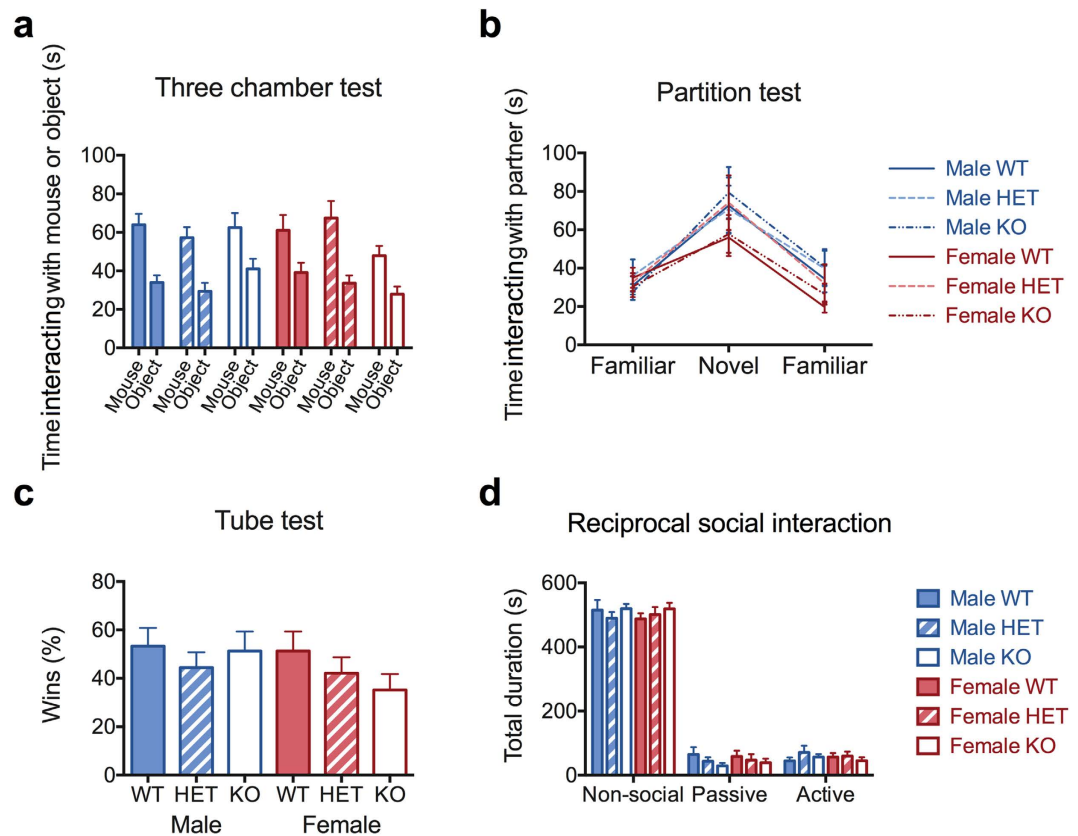 a
Three chamber test
Time interacting with mouse or object (s)
100
80
60
40
20
0
Mouse
Object
Mouse
Object
Mouse
Object
Mouse
Object
Mouse
Object
Mouse
Object
b
Partition test
Time interacting with partner (s)
100
80
60
40
20
0
Familiar Novel Familiar
Male WT
Male HET
Male KO
Female WT
Female HET
Female KO
c
Tube test
Wins (%)
80
60
40
20
0
WT HET KO WT HET KO
Male Female
d
Reciprocal social interaction
Total duration (s)
600
400
200
0
Non-social Passive Active
Male WT
Male HET
Male KO
Female WT
Female HET
Female KO